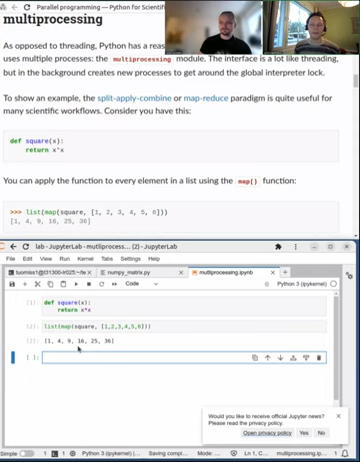 Parallel programming — Python for Scientif
multiprocessing
As opposed to threading, Python has a reas
uses multiple processes: the multiprocessing module. The interface is a lot like threading,
but in the background creates new processes to get around the global interpreter lock.
To show an example, the split-apply-combine or map-reduce paradigm is quite useful for
many scientific workflows. Consider you have this:
def square(x):
return x*x
You can apply the function to every element in a list using the map() function:
>>> list(map(square, [1, 2, 3, 4, 5, 6]))
[1, 4, 9, 16, 25, 36]
lab - JupyterLab — mutliprocess... (2) - JupyterLab
File Edit View Run Kernel Tabs Settings Help
numpy_matrix.py
mutliprocessing.ipynb
Code
Python 3 (ipykernel)
[1]: def square(x):
return x*x
[2]: list(map(square, [1,2,3,4,5,6]))
[2]: [1, 4, 9, 16, 25, 36]
[ ]:
Would you like to receive official Jupyter news?
Please read the privacy policy.
Open privacy policy Yes No
Simple Python 3 (ipykernel) Saving compl... Mode: ... Ln 1, C... mutliprocessing.ip...